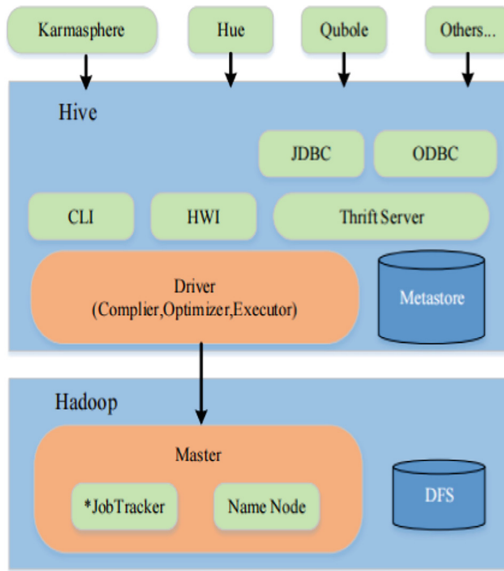 Karmasphere
Hue
Qubole
Others...
Hive
JDBC
ODBC
CLI
HWI
Thrift Server
Driver
(Complier,Optimizer,Executor)
Metastore
Hadoop
Master
*JobTracker
Name Node
DFS